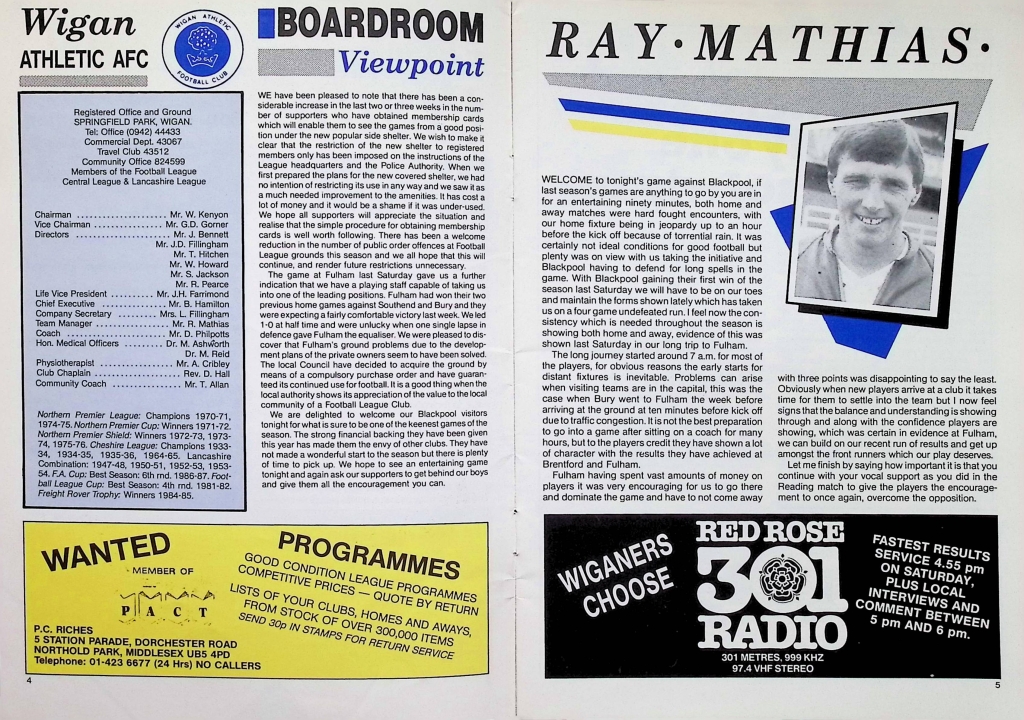 Wigan
ATHLETIC AFC
WIGAN ATHLETIC
FOOTBALL CLUB
Registered Office and Ground
SPRINGFIELD PARK, WIGAN.
Tel: Office (0942) 44433
Commercial Dept. 43067
Travel Club 43512
Community Office 824599
Members of the Football League
Central League & Lancashire League
Chairman ..................... Mr. W. Kenyon
Vice Chairman ................. Mr. G.D. Gorner
Directors ........................ Mr. J. Bennett
Mr. J.D. Fillingham
Mr. T. Hitchen
Mr. W. Howard
Mr. S. Jackson
Mr. R. Pearce
Life Vice President .......... Mr. J.H. Farrimond
Chief Executive ............. Mr. B. Hamilton
Company Secretary .......... Mrs. L. Fillingham
Team Manager ................... Mr. R. Mathias
Coach ........................ Mr. D. Philpotts
Hon. Medical Officers ......... Dr. M. Ashworth
Dr. M. Reid
Physiotherapist ................. Mr. A. Cribley
Club Chaplain .................... Rev. D. Hall
Community Coach ................ Mr. T. Allan
Northern Premier League: Champions 1970-71,
1974-75. Northern Premier Cup: Winners 1971-72.
Northern Premier Shield: Winners 1972-73, 1973-
74, 1975-76. Cheshire League: Champions 1933-
34, 1934-35, 1935-36, 1964-65. Lancashire
Combination: 1947-48, 1950-51, 1952-53, 1953-
54. F.A. Cup: Best Season: 6th rnd. 1986-87. Foot-
ball League Cup: Best Season: 4th rnd. 1981-82.
Freight Rover Trophy: Winners 1984-85.
BOARDROOM
Viewpoint
WE have been pleased to note that there has been a con-
siderable increase in the last two or three weeks in the num-
ber of supporters who have obtained membership cards
which will enable them to see the games from a good posi-
tion under the new popular side shelter. We wish to make it
clear that the restriction of the new shelter to registered
members only has been imposed on the instructions of the
League headquarters and the Police Authority. When we
first prepared the plans for the new covered shelter, we had
no intention of restricting its use in any way and we saw it as
a much needed improvement to the amenities. It has cost a
lot of money and it would be a shame if it was under-used.
We hope all supporters will appreciate the situation and
realise that the simple procedure for obtaining membership
cards is well worth following. There has been a welcome
reduction in the number of public order offences at Football
League grounds this season and we all hope that this will
continue, and render future restrictions unnecessary.
The game at Fulham last Saturday gave us a further
indication that we have a playing staff capable of taking us
into one of the leading positions. Fulham had won their two
previous home games against Southend and Bury and they
were expecting a fairly comfortable victory last week. We led
1-0 at half time and were unlucky when one single lapse in
defence gave Fulham the equaliser. We were pleased to dis-
cover that Fulham's ground problems due to the develop-
ment plans of the private owners seem to have been solved.
The local Council have decided to acquire the ground by
means of a compulsory purchase order and have guaran-
teed its continued use for football. It is a good thing when the
local authority shows its appreciation of the value to the local
community of a Football League Club.
We are delighted to welcome our Blackpool visitors
tonight for what is sure to be one of the keenest games of the
season. The strong financial backing they have been given
this year has made them the envy of other clubs. They have
not made a wonderful start to the season but there is plenty
of time to pick up. We hope to see an entertaining game
tonight and again ask our supporters to get behind our boys
and give them all the encouragement you can.
WANTED
MEMBER OF
PACT
P.C. RICHES
5 STATION PARADE, DORCHESTER ROAD
NORTHOLD PARK, MIDDLESEX UB5 4PD
Telephone: 01-423 6677 (24 Hrs) NO CALLERS
PROGRAMMES
GOOD CONDITION LEAGUE PROGRAMMES
COMPETITIVE PRICES — QUOTE BY RETURN
LISTS OF YOUR CLUBS, HOMES AND AWAYS,
FROM STOCK OF OVER 300,000 ITEMS
SEND 30p IN STAMPS FOR RETURN SERVICE
4
RAY·MATHIAS·
WELCOME to tonight's game against Blackpool, if
last season's games are anything to go by you are in
for an entertaining ninety minutes, both home and
away matches were hard fought encounters, with
our home fixture being in jeopardy up to an hour
before the kick off because of torrential rain. It was
certainly not ideal conditions for good football but
plenty was on view with us taking the initiative and
Blackpool having to defend for long spells in the
game. With Blackpool gaining their first win of the
season last Saturday we will have to be on our toes
and maintain the forms shown lately which has taken
us on a four game undefeated run. I feel now the con-
sistency which is needed throughout the season is
showing both home and away, evidence of this was
shown last Saturday in our long trip to Fulham.
The long journey started around 7 a.m. for most of
the players, for obvious reasons the early starts for
distant fixtures is inevitable. Problems can arise
when visiting teams are in the capital, this was the
case when Bury went to Fulham the week before
arriving at the ground at ten minutes before kick off
due to traffic congestion. It is not the best preparation
to go into a game after sitting on a coach for many
hours, but to the players credit they have shown a lot
of character with the results they have achieved at
Brentford and Fulham.
Fulham having spent vast amounts of money on
players it was very encouraging for us to go there
and dominate the game and have to not come away
with three points was disappointing to say the least.
Obviously when new players arrive at a club it takes
time for them to settle into the team but I now feel
signs that the balance and understanding is showing
through and along with the confidence players are
showing, which was certain in evidence at Fulham,
we can build on our recent run of results and get up
amongst the front runners which our play deserves.
Let me finish by saying how important it is that you
continue with your vocal support as you did in the
Reading match to give the players the encourage-
ment to once again, overcome the opposition.
WIGANERS
CHOOSE
RED ROSE
301
RADIO
301 METRES, 999 KHZ
97.4 VHF STEREO
FASTEST RESULTS
SERVICE 4.55 pm
ON SATURDAY,
PLUS LOCAL
INTERVIEWS AND
COMMENT BETWEEN
5 pm AND 6 pm.
5